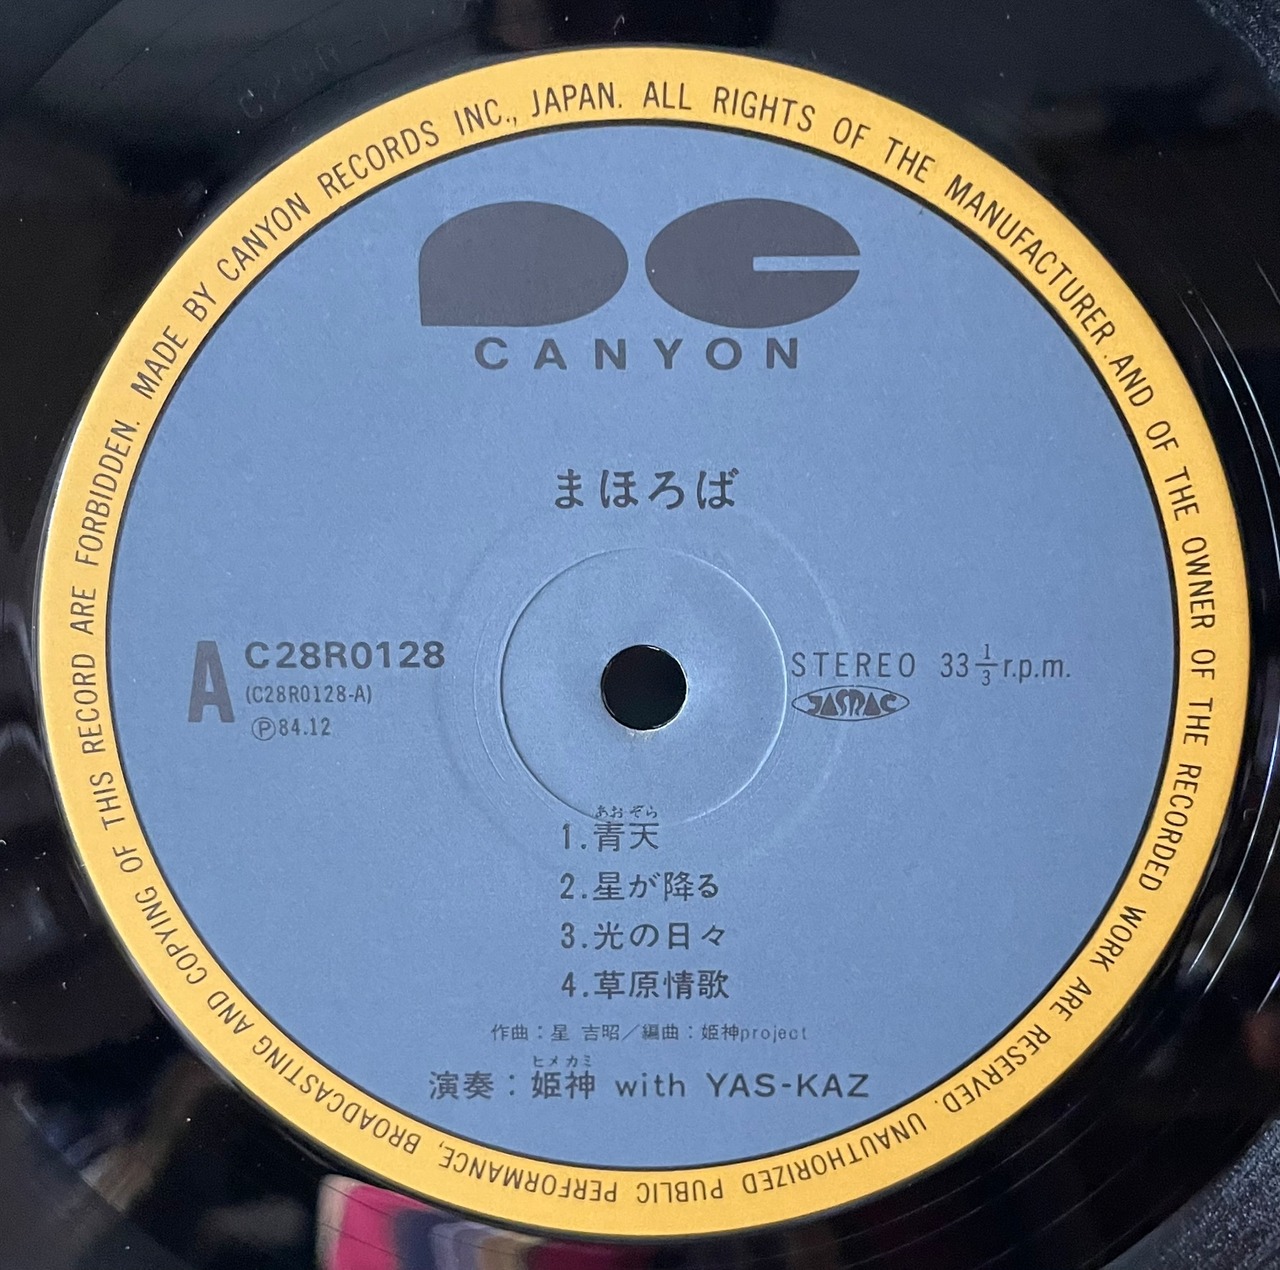 MADE BY CANYON RECORDS INC., JAPAN. ALL RIGHTS OF THE MANUFACTURER AND OF THE OWNER OF THE RECORDED WORK ARE RESERVED. UNAUTHORIZED PUBLIC PERFORMANCE, BROADCASTING AND COPYING OF THIS RECORD ARE FORBIDDEN.
PC
CANYON
まほろば
A C28R0128
(C28R0128-A)
Ⓟ84.12
STEREO 33 1/3 r.p.m.
JASRAC
あおぞら
1.青天
2.星が降る
3.光の日々
4.草原情歌
作曲：星 吉昭／編曲：姫神project
ヒメカミ
演奏：姫神 with YAS-KAZ